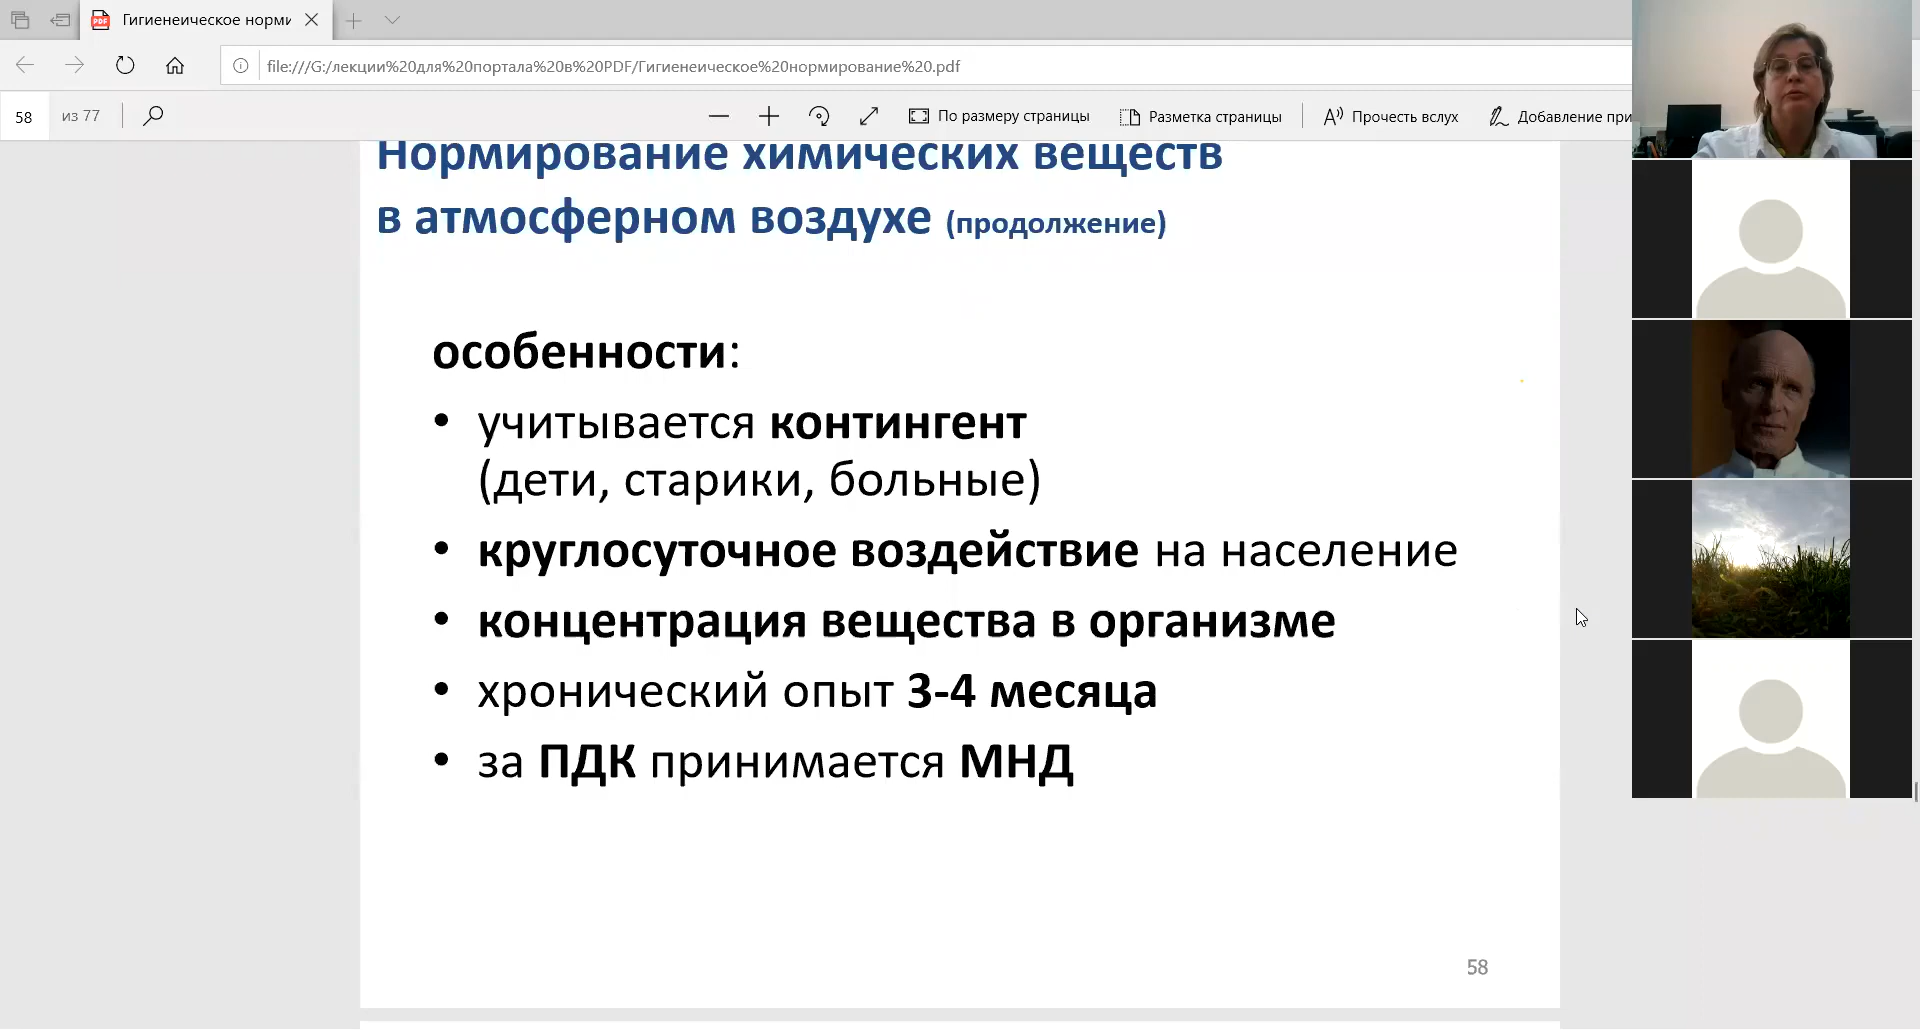 Гигиенеическое норми
file:///G:/лекции%20для%20портала%20в%20PDF/Гигиенеическое%20нормирование%20.pdf
58 из 77
По размеру страницы
Разметка страницы
Прочесть вслух
Добавление при
Нормирование химических веществ
в атмосферном воздухе (продолжение)
особенности:
• учитывается контингент
(дети, старики, больные)
• круглосуточное воздействие на население
• концентрация вещества в организме
• хронический опыт 3-4 месяца
• за ПДК принимается МНД
58